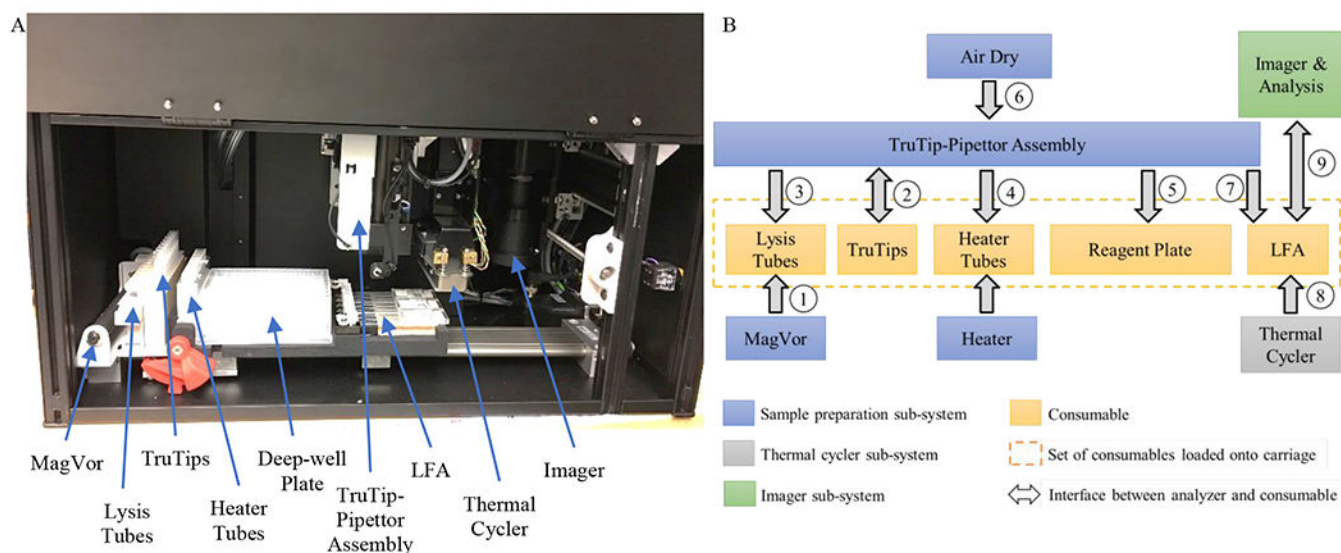 A
MagVor
Lysis
Tubes
TruTips
Heater
Tubes
Deep-well
Plate
TruTip-
Pipettor
Assembly
LFA
Thermal
Cycler
Imager
B
Air Dry
Imager &
Analysis
6
TruTip-Pipettor Assembly
9
3
2
4
5
7
Lysis
Tubes
TruTips
Heater
Tubes
Reagent Plate
LFA
1
8
MagVor
Heater
Thermal
Cycler
Sample preparation sub-system
Consumable
Thermal cycler sub-system
Set of consumables loaded onto carriage
Imager sub-system
Interface between analyzer and consumable